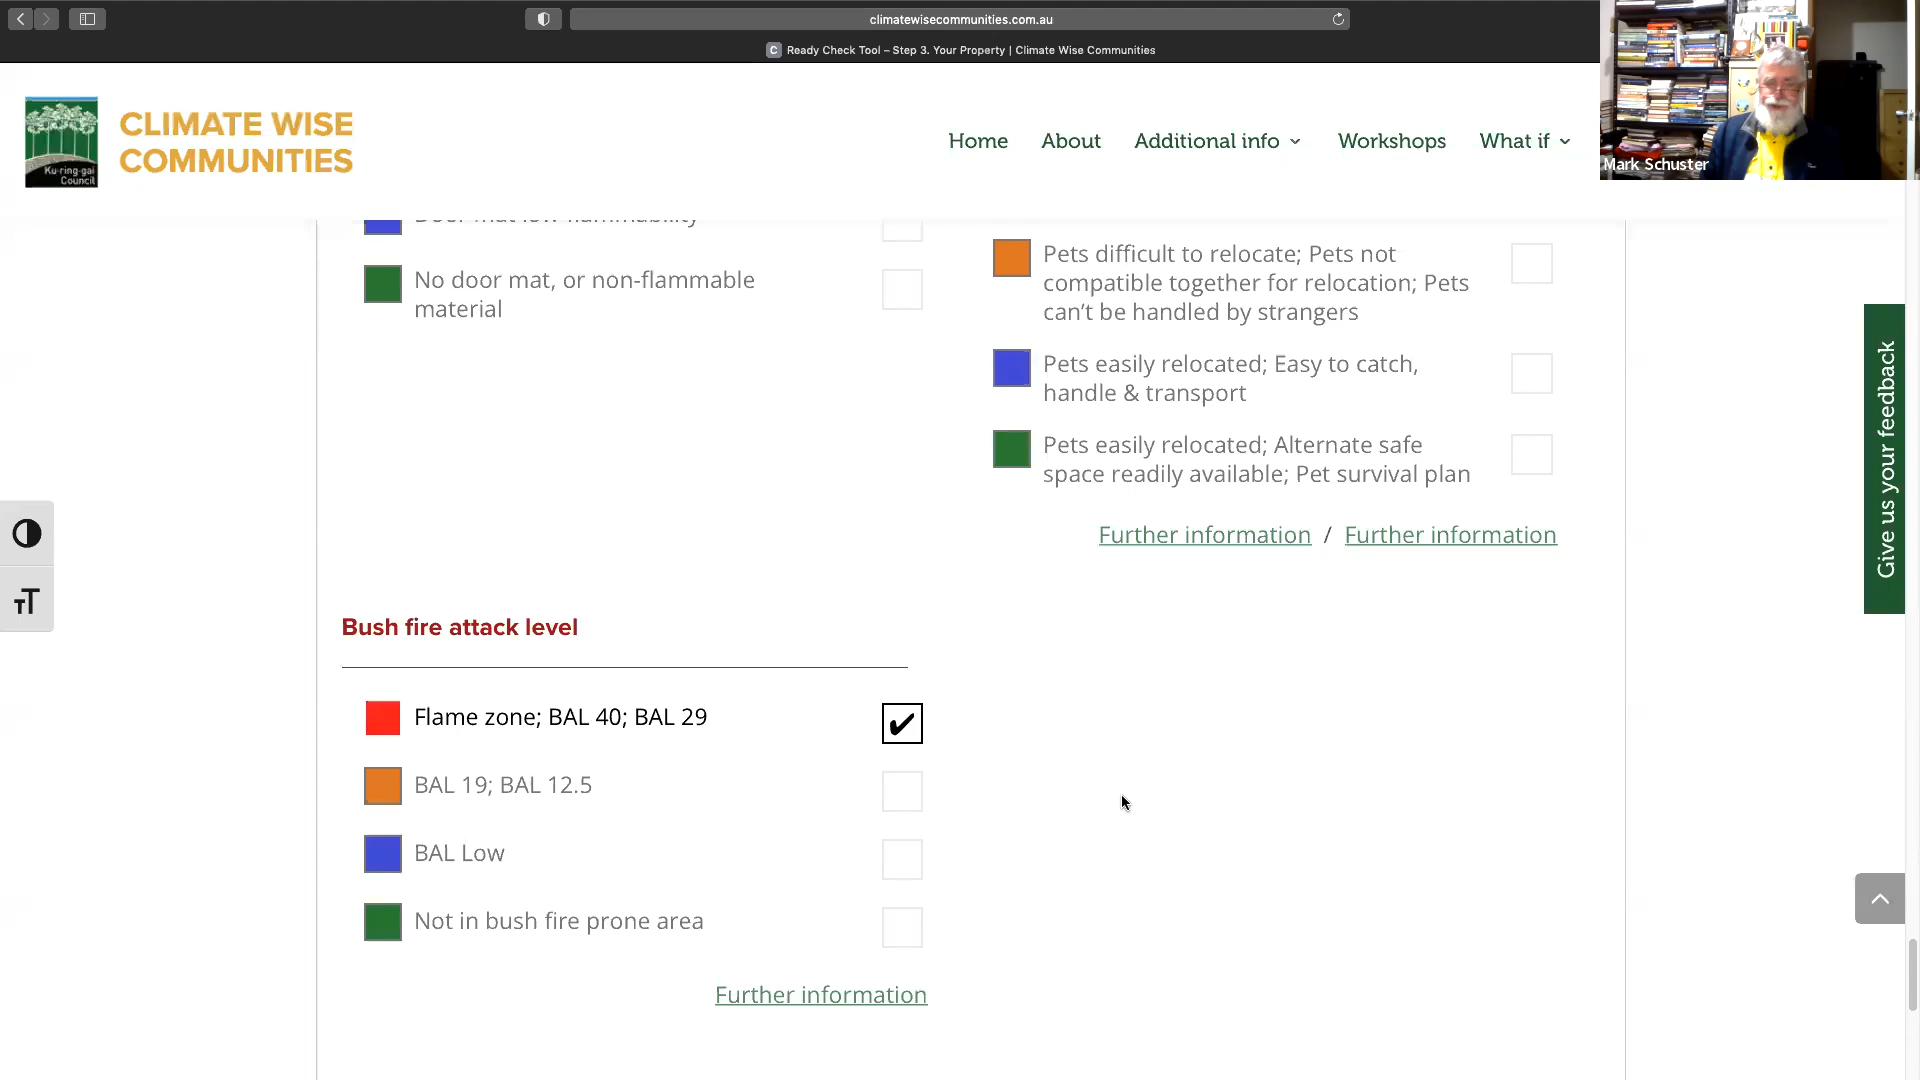 climatewisecommunities.com.au
C Ready Check Tool – Step 3. Your Property | Climate Wise Communities
Ku-ring-gai
Council
CLIMATE WISE
COMMUNITIES
Home
About
Additional info
Workshops
What if
Mark Schuster
Door mat low flammability
No door mat, or non-flammable
material
Pets difficult to relocate; Pets not
compatible together for relocation; Pets
can't be handled by strangers
Pets easily relocated; Easy to catch,
handle & transport
Pets easily relocated; Alternate safe
space readily available; Pet survival plan
Further information / Further information
Bush fire attack level
Flame zone; BAL 40; BAL 29
BAL 19; BAL 12.5
BAL Low
Not in bush fire prone area
Further information
Give us your feedback
TT